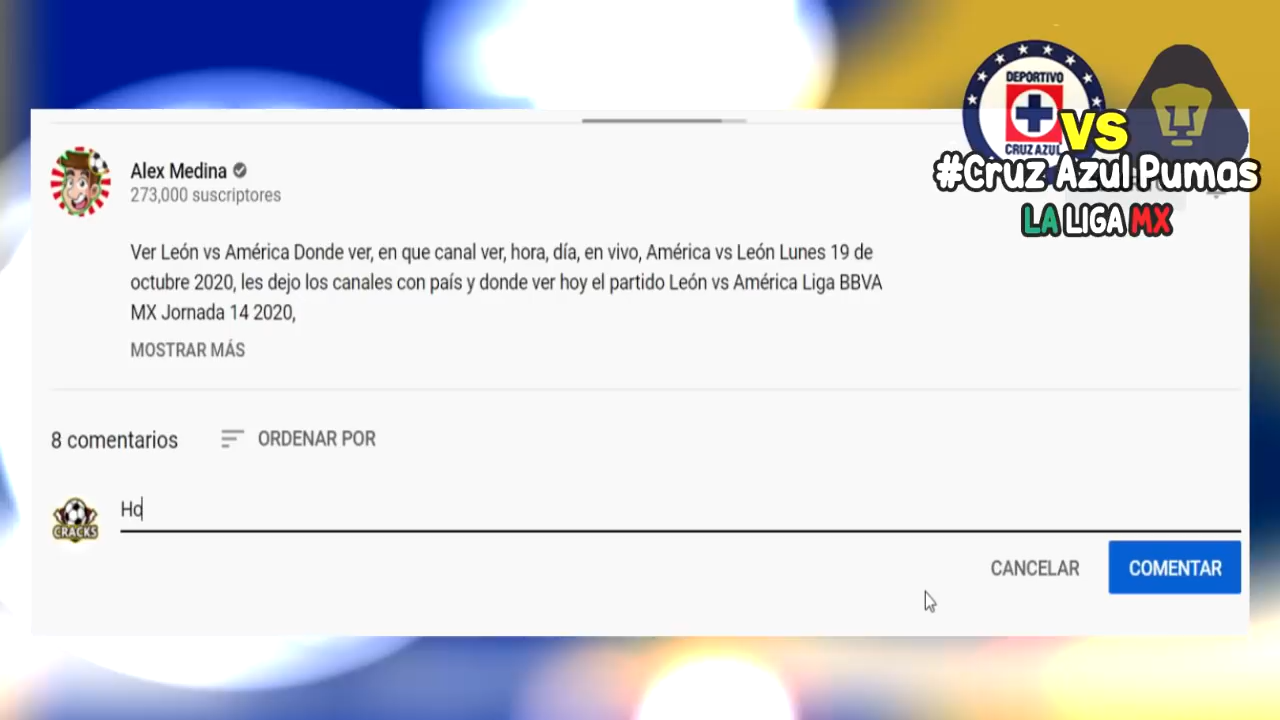 DEPORTIVO
CRUZ AZUL
VS
#Cruz Azul Pumas
LA LIGA MX
Alex Medina
273,000 suscriptores
Ver León vs América Donde ver, en que canal ver, hora, día, en vivo, América vs León Lunes 19 de
octubre 2020, les dejo los canales con país y donde ver hoy el partido León vs América Liga BBVA
MX Jornada 14 2020,
MOSTRAR MÁS
8 comentarios
ORDENAR POR
CRACKS
Ho
CANCELAR
COMENTAR